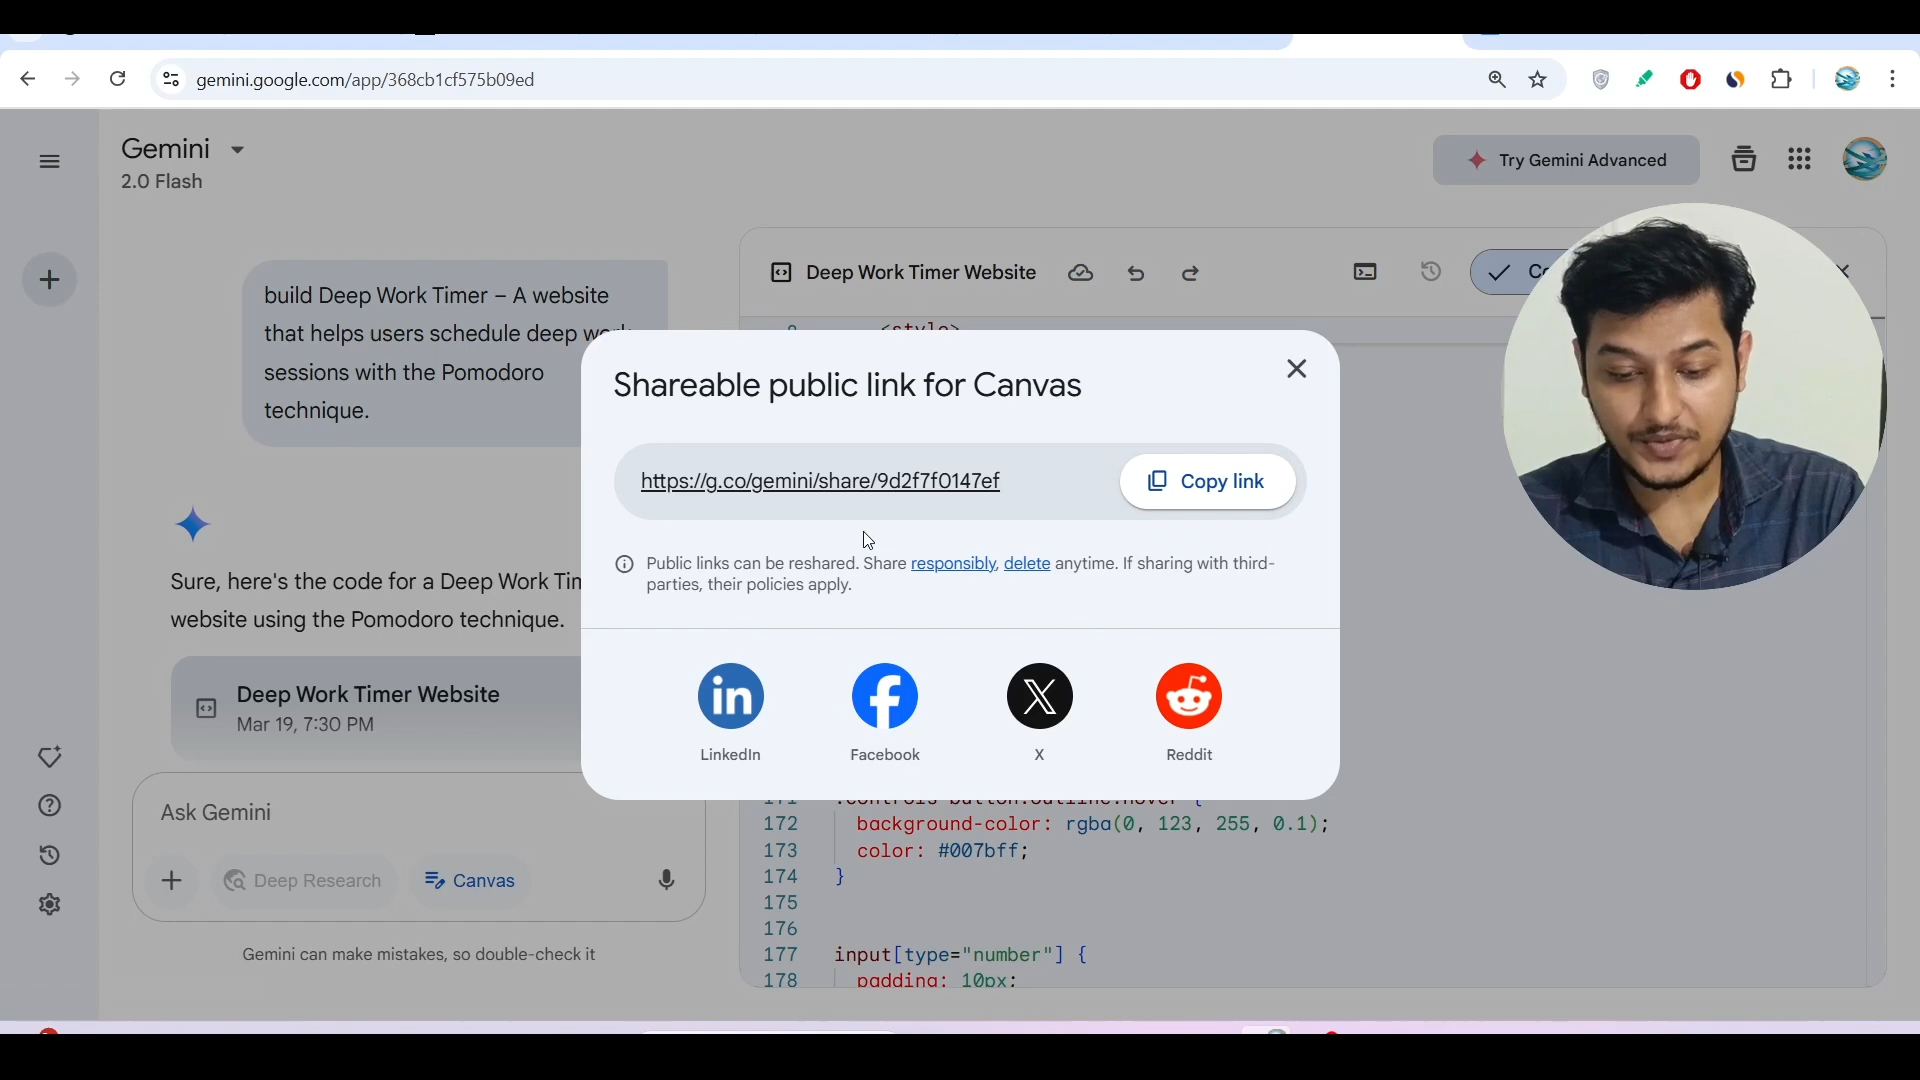 gemini.google.com/app/368cb1cf575b09ed
Gemini
2.0 Flash
Try Gemini Advanced
build Deep Work Timer – A website
that helps users schedule deep work
sessions with the Pomodoro
technique.
Sure, here's the code for a Deep Work Tim
website using the Pomodoro technique.
Deep Work Timer Website
Mar 19, 7:30 PM
Ask Gemini
Deep Research
Canvas
Gemini can make mistakes, so double-check it
Deep Work Timer Website
<style>
Shareable public link for Canvas
https://g.co/gemini/share/9d2f7f0147ef
Copy link
Public links can be reshared. Share responsibly, delete anytime. If sharing with third-
parties, their policies apply.
LinkedIn
Facebook
X
Reddit
172 background-color: rgba(0, 123, 255, 0.1);
173 color: #007bff;
174 }
175
176
177 input[type="number"] {
178 padding: 10px;